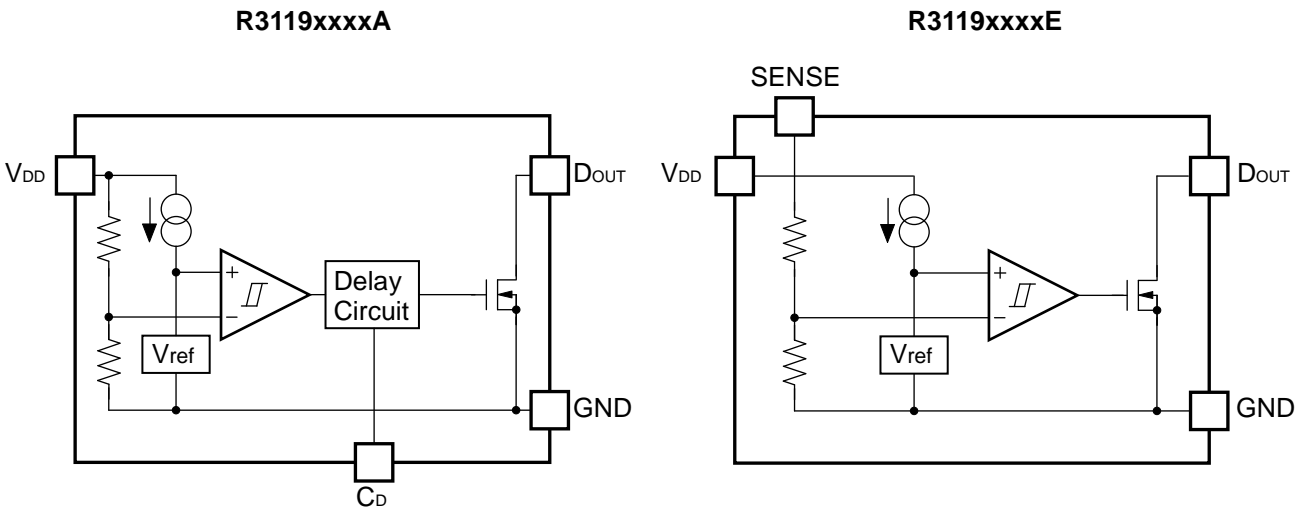 R3119xxxxA
VDD
DOUT
+
−
Delay
Circuit
Vref
GND
CD
R3119xxxxE
SENSE
VDD
DOUT
+
−
Vref
GND